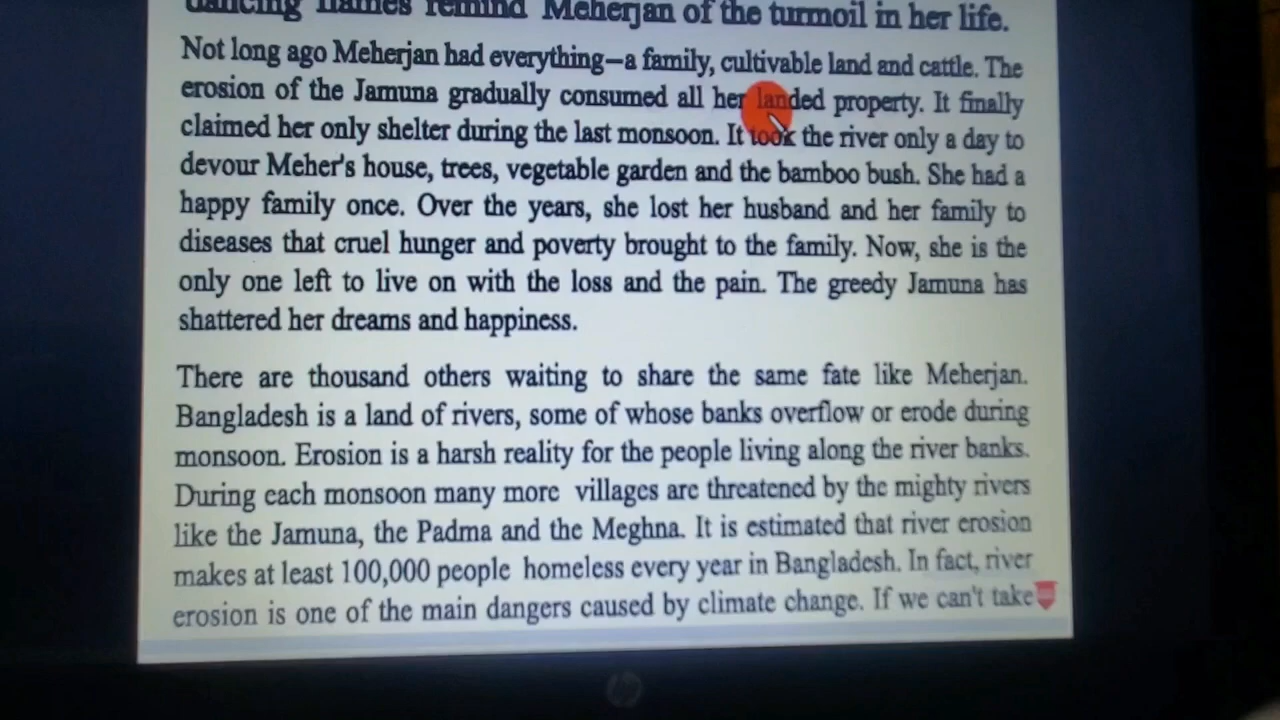 dancing flames remind Meherjan of the turmoil in her life.
Not long ago Meherjan had everything–a family, cultivable land and cattle. The
erosion of the Jamuna gradually consumed all her landed property. It finally
claimed her only shelter during the last monsoon. It took the river only a day to
devour Meher's house, trees, vegetable garden and the bamboo bush. She had a
happy family once. Over the years, she lost her husband and her family to
diseases that cruel hunger and poverty brought to the family. Now, she is the
only one left to live on with the loss and the pain. The greedy Jamuna has
shattered her dreams and happiness.
There are thousand others waiting to share the same fate like Meherjan.
Bangladesh is a land of rivers, some of whose banks overflow or erode during
monsoon. Erosion is a harsh reality for the people living along the river banks.
During each monsoon many more villages are threatened by the mighty rivers
like the Jamuna, the Padma and the Meghna. It is estimated that river erosion
makes at least 100,000 people homeless every year in Bangladesh. In fact, river
erosion is one of the main dangers caused by climate change. If we can't take
hp